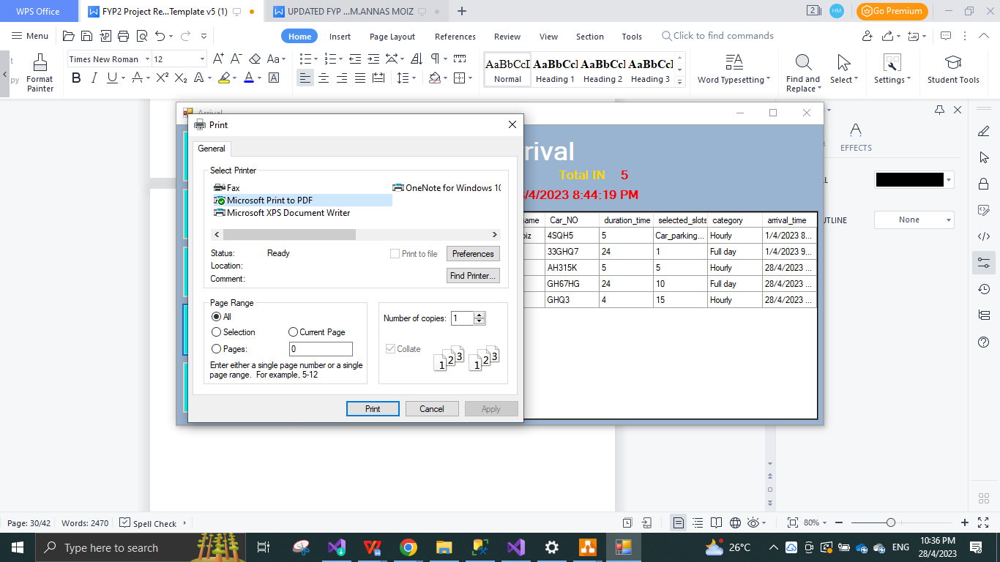 WPS Office
FYP2 Project Re...Template v5 (1)
UPDATED FYP ...M.ANNAS MOIZ
2
HM
Go Premium
Menu
Home
Insert
Page Layout
References
Review
View
Section
Tools
Click to find commands
Format
Painter
Times New Roman
12
AaBbCcD
Normal
AaBbCcl
Heading 1
AaBbCcl
Heading 2
AaBbCcl
Heading 3
Word Typesetting
Find and
Replace
Select
Settings
Student Tools
Arrival
Print
General
Select Printer
Fax
OneNote for Windows 10
Microsoft Print to PDF
Microsoft XPS Document Writer
Status:
Ready
Print to file
Preferences
Location:
Comment:
Find Printer...
Page Range
All
Selection
Current Page
Pages:
0
Enter either a single page number or a single
page range. For example, 5-12
Number of copies:
1
Collate
1 2 3
1 2 3
Print
Cancel
Apply
rival
Total IN 5
/4/2023 8:44:19 PM
name Car_NO duration_time selected_slots category arrival_time
oiz 4SQH5 5 Car_parking... Hourly 1/4/2023 8...
33GHQ7 24 1 Full day 1/4/2023 9...
AH315K 5 5 Hourly 28/4/2023 ...
GH67HG 24 10 Full day 28/4/2023 ...
GHQ3 4 15 Hourly 28/4/2023 ...
EFFECTS
UTLINE
None
Page: 30/42
Words: 2470
Spell Check
80%
Type here to search
26°C
ENG
10:36 PM
28/4/2023